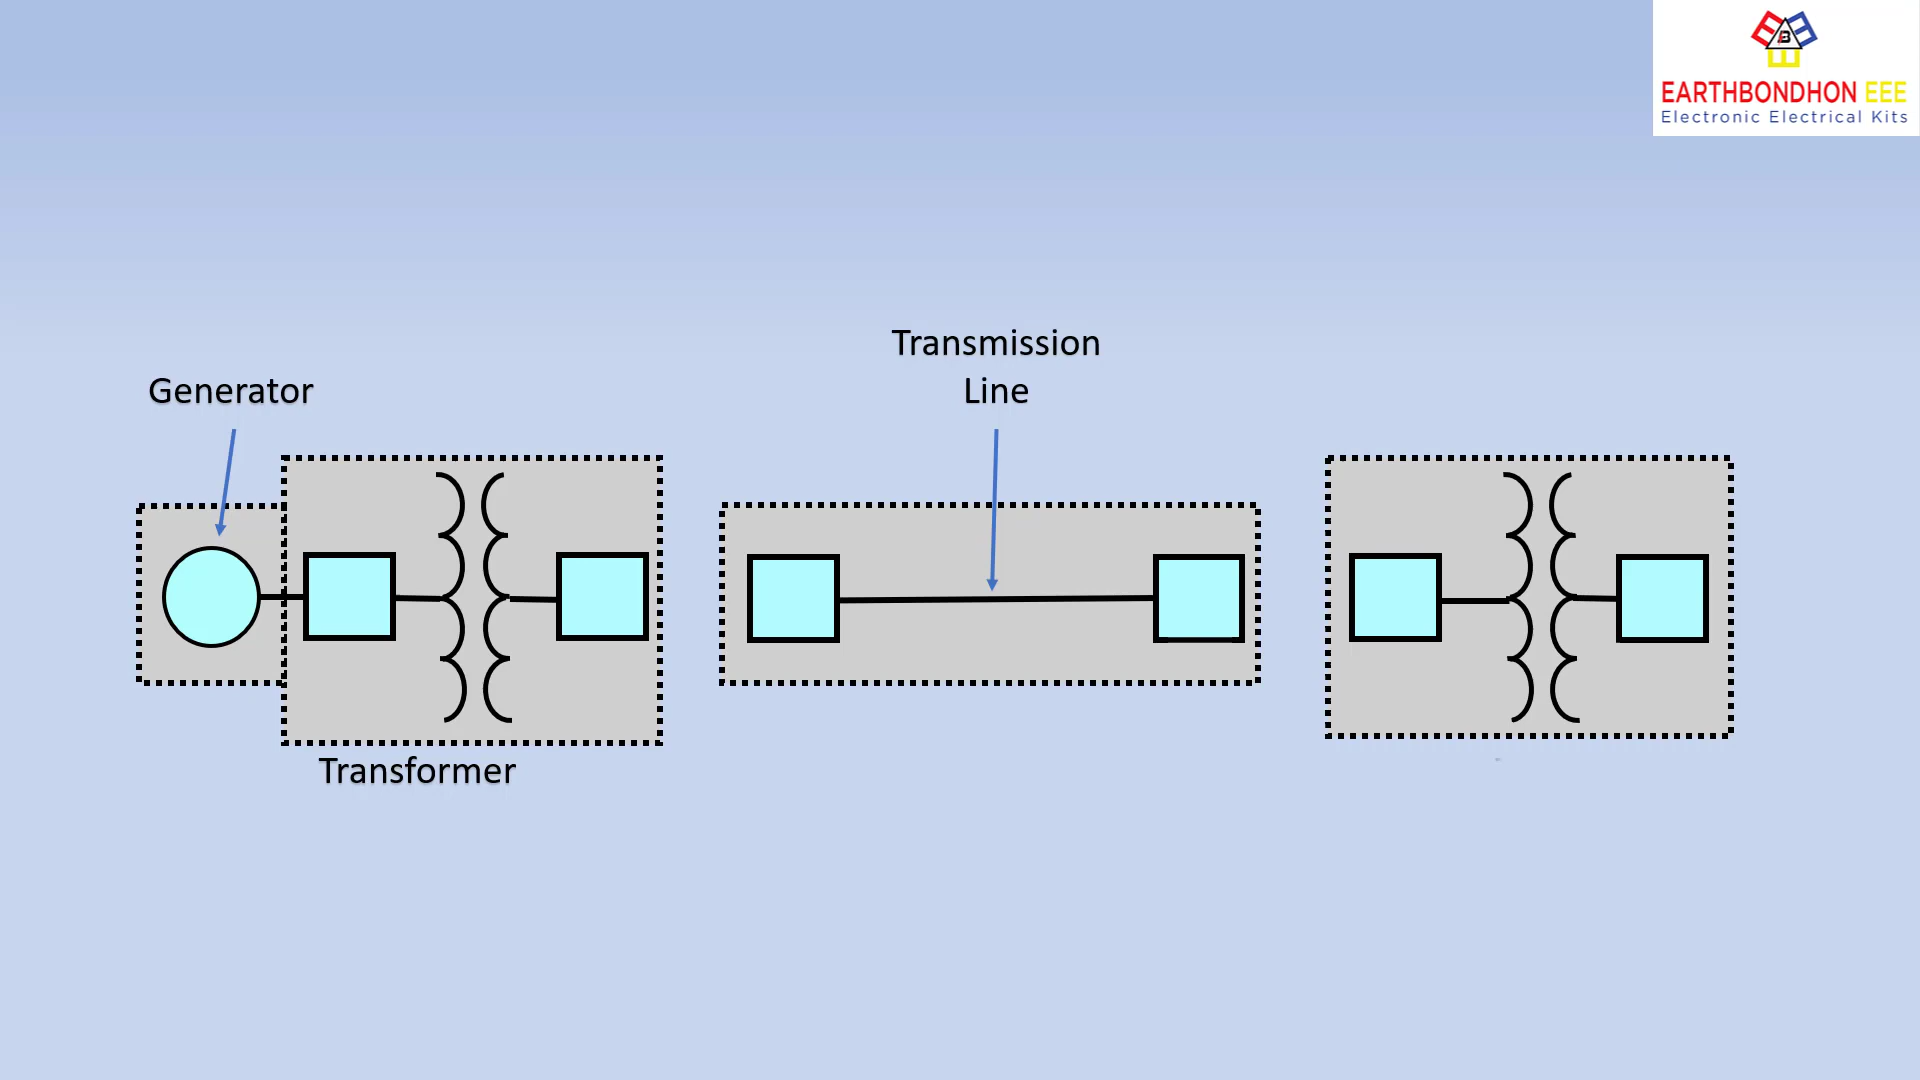 EARTHBONDHON EEE
Electronic Electrical Kits
Transmission
Line
Generator
Transformer